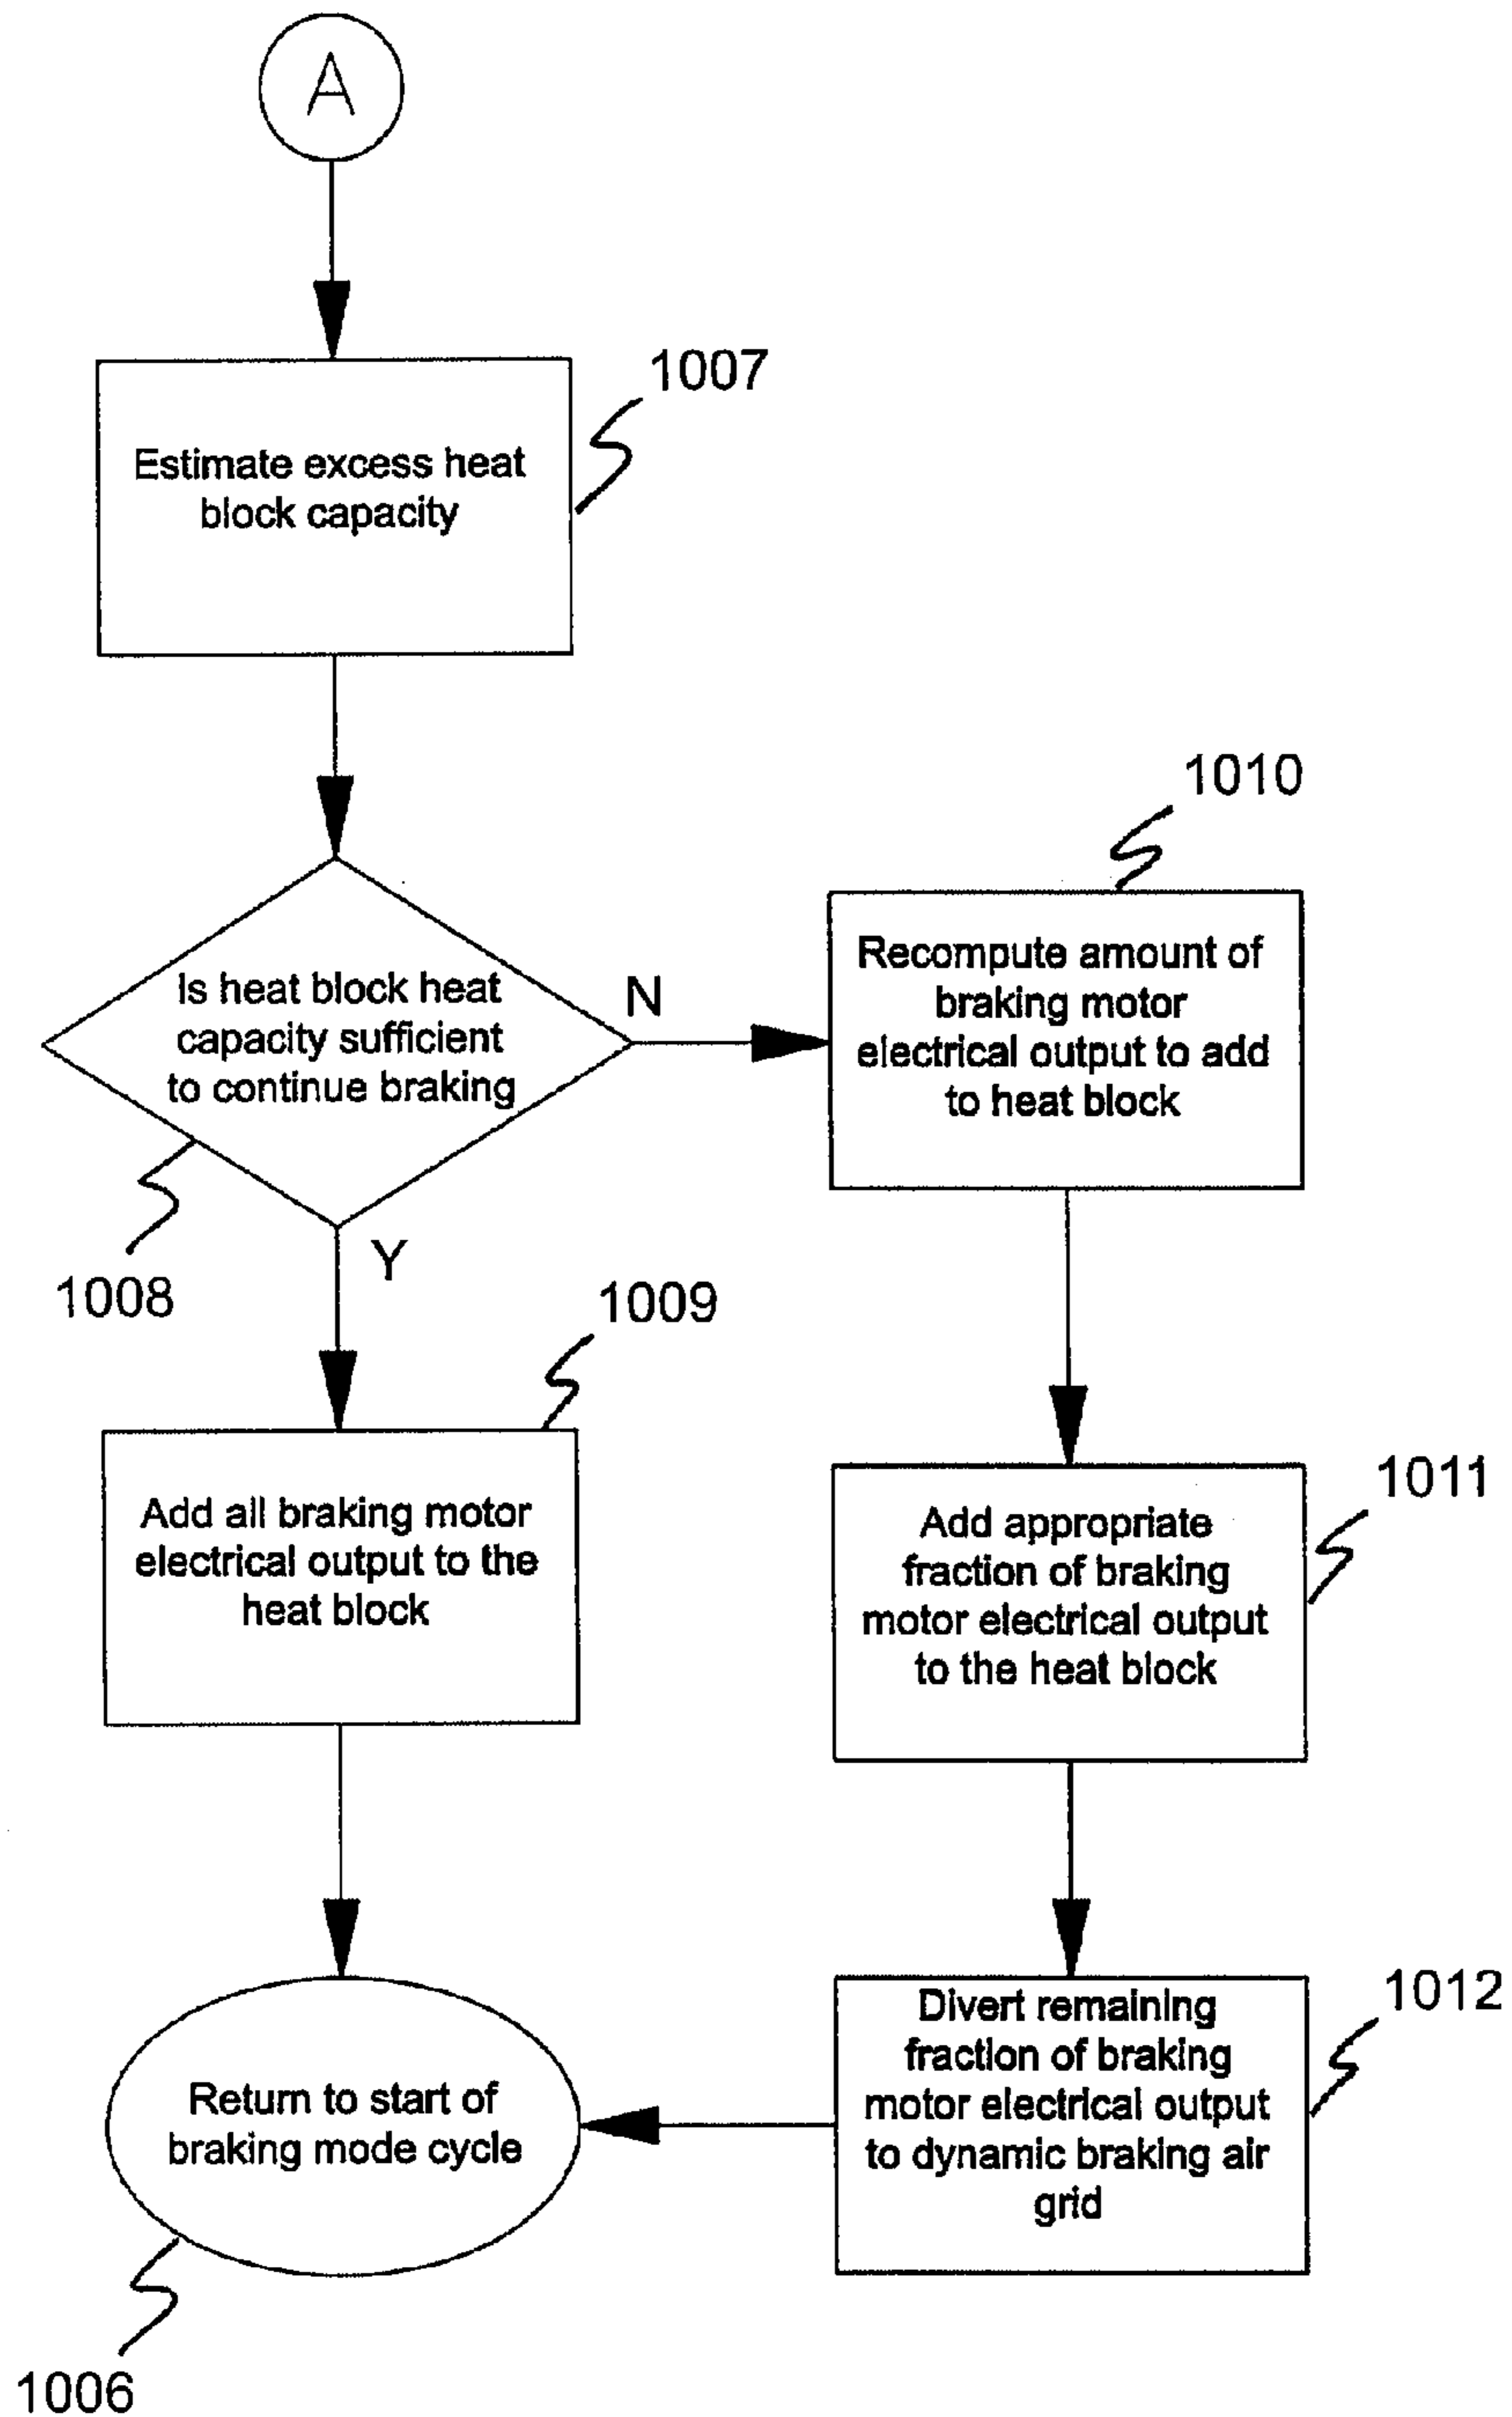 A
1007
Estimate excess heat
block capacity
1010
Is heat block heat
capacity sufficient
to continue braking
N
Recompute amount of
braking motor
electrical output to add
to heat block
Y
1008
1009
Add all braking motor
electrical output to the
heat block
1011
Add appropriate
fraction of braking
motor electrical output
to the heat block
1012
Divert remaining
fraction of braking
motor electrical output
to dynamic braking air
grid
Return to start of
braking mode cycle
1006